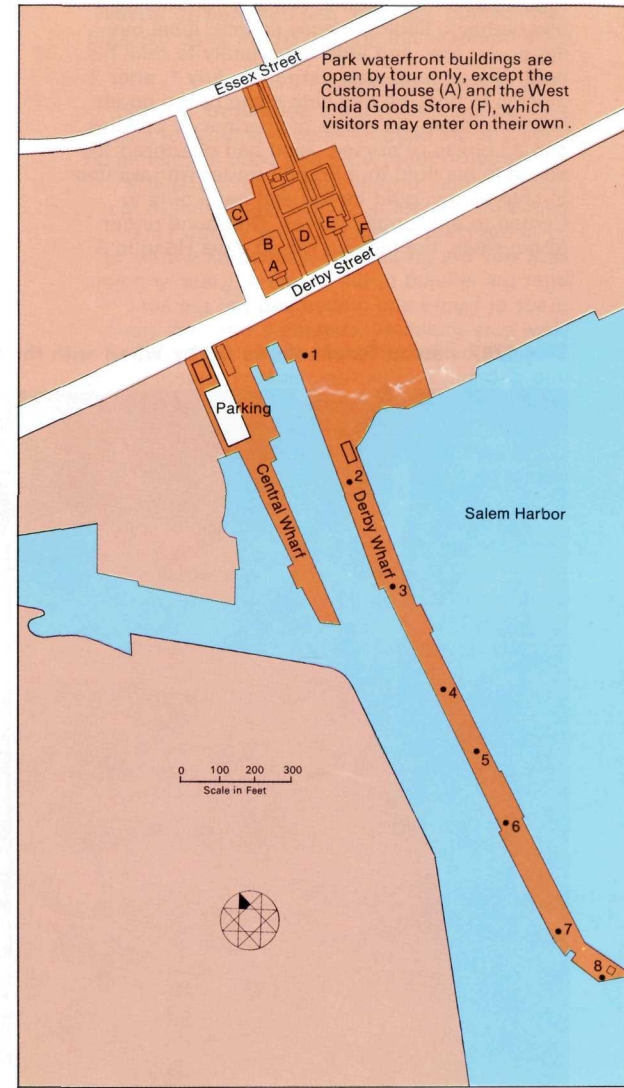 Essex Street
Park waterfront buildings are
open by tour only, except the
Custom House (A) and the West
India Goods Store (F), which
visitors may enter on their own.
C
B
A
D
E
F
Derby Street
1
Parking
2
Central Wharf
Derby Wharf
Salem Harbor
3
4
5
6
7
8
0 100 200 300
Scale in Feet